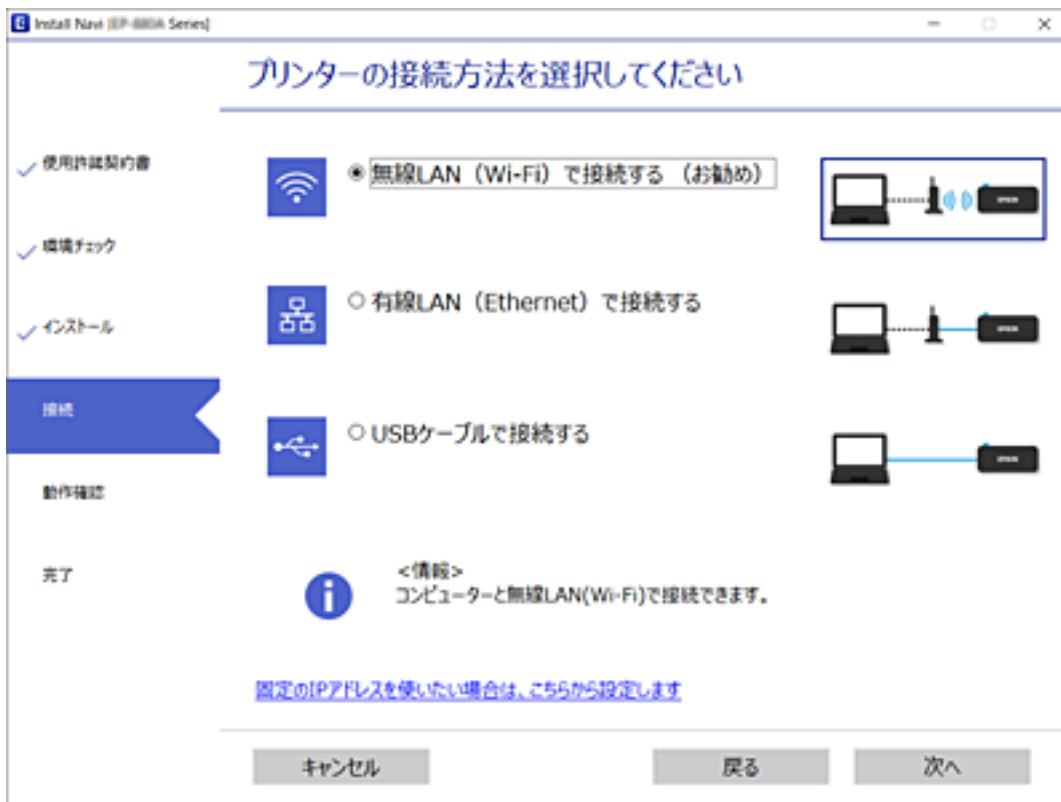 Install Navi [EP-880A Series]
プリンターの接続方法を選択してください
使用許諾契約書
環境チェック
インストール
接続
動作確認
完了
無線LAN（Wi-Fi）で接続する （お勧め）
EPSON
有線LAN（Ethernet）で接続する
EPSON
USBケーブルで接続する
EPSON
<情報>
コンピューターと無線LAN(Wi-Fi)で接続できます。
固定のIPアドレスを使いたい場合は、こちらから設定します
キャンセル
戻る
次へ